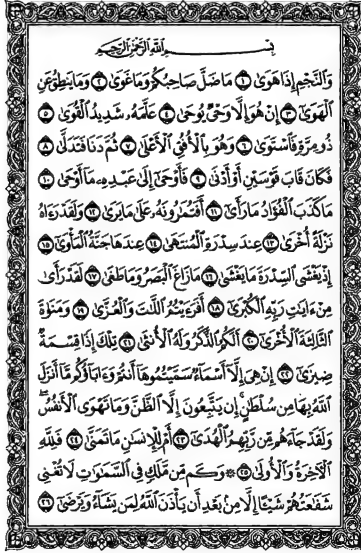 بِسْمِ ٱللَّهِ ٱلرَّحْمَٰنِ ٱلرَّحِيمِ
وَٱلنَّجْمِ إِذَا هَوَىٰ ١ مَا ضَلَّ صَاحِبُكُمْ وَمَا غَوَىٰ ٢ وَمَا يَنطِقُ عَنِ
ٱلْهَوَىٰٓ ٣ إِنْ هُوَ إِلَّا وَحْىٌ يُوحَىٰ ٤ عَلَّمَهُۥ شَدِيدُ ٱلْقُوَىٰ ٥
ذُو مِرَّةٍ فَٱسْتَوَىٰ ٦ وَهُوَ بِٱلْأُفُقِ ٱلْأَعْلَىٰ ٧ ثُمَّ دَنَا فَتَدَلَّىٰ ٨
فَكَانَ قَابَ قَوْسَيْنِ أَوْ أَدْنَىٰ ٩ فَأَوْحَىٰٓ إِلَىٰ عَبْدِهِۦ مَآ أَوْحَىٰ ١٠
مَا كَذَبَ ٱلْفُؤَادُ مَا رَأَىٰٓ ١١ أَفَتُمَٰرُونَهُۥ عَلَىٰ مَا يَرَىٰ ١٢ وَلَقَدْ رَءَاهُ
نَزْلَةً أُخْرَىٰ ١٣ عِندَ سِدْرَةِ ٱلْمُنتَهَىٰ ١٤ عِندَهَا جَنَّةُ ٱلْمَأْوَىٰٓ ١٥
إِذْ يَغْشَى ٱلسِّدْرَةَ مَا يَغْشَىٰ ١٦ مَا زَاغَ ٱلْبَصَرُ وَمَا طَغَىٰ ١٧ لَقَدْ رَأَىٰ
مِنْ ءَايَٰتِ رَبِّهِ ٱلْكُبْرَىٰٓ ١٨ أَفَرَءَيْتُمُ ٱللَّٰتَ وَٱلْعُزَّىٰ ١٩ وَمَنَوٰةَ
ٱلثَّالِثَةَ ٱلْأُخْرَىٰٓ ٢٠ أَلَكُمُ ٱلذَّكَرُ وَلَهُ ٱلْأُنثَىٰ ٢١ تِلْكَ إِذًا قِسْمَةٌ
ضِيزَىٰٓ ٢٢ إِنْ هِىَ إِلَّآ أَسْمَآءٌ سَمَّيْتُمُوهَآ أَنتُمْ وَءَابَآؤُكُم مَّآ أَنزَلَ
ٱللَّهُ بِهَا مِن سُلْطَٰنٍ ۚ إِن يَتَّبِعُونَ إِلَّا ٱلظَّنَّ وَمَا تَهْوَى ٱلْأَنفُسُ ۖ
وَلَقَدْ جَآءَهُم مِّن رَّبِّهِمُ ٱلْهُدَىٰٓ ٢٣ أَمْ لِلْإِنسَٰنِ مَا تَمَنَّىٰ ٢٤ فَلِلَّهِ
ٱلْءَاخِرَةُ وَٱلْأُولَىٰ ٢٥ ۞ وَكَم مِّن مَّلَكٍ فِى ٱلسَّمَٰوَٰتِ لَا تُغْنِى
شَفَٰعَتُهُمْ شَيْـًٔا إِلَّا مِنۢ بَعْدِ أَن يَأْذَنَ ٱللَّهُ لِمَن يَشَآءُ وَيَرْضَىٰٓ ٢٦